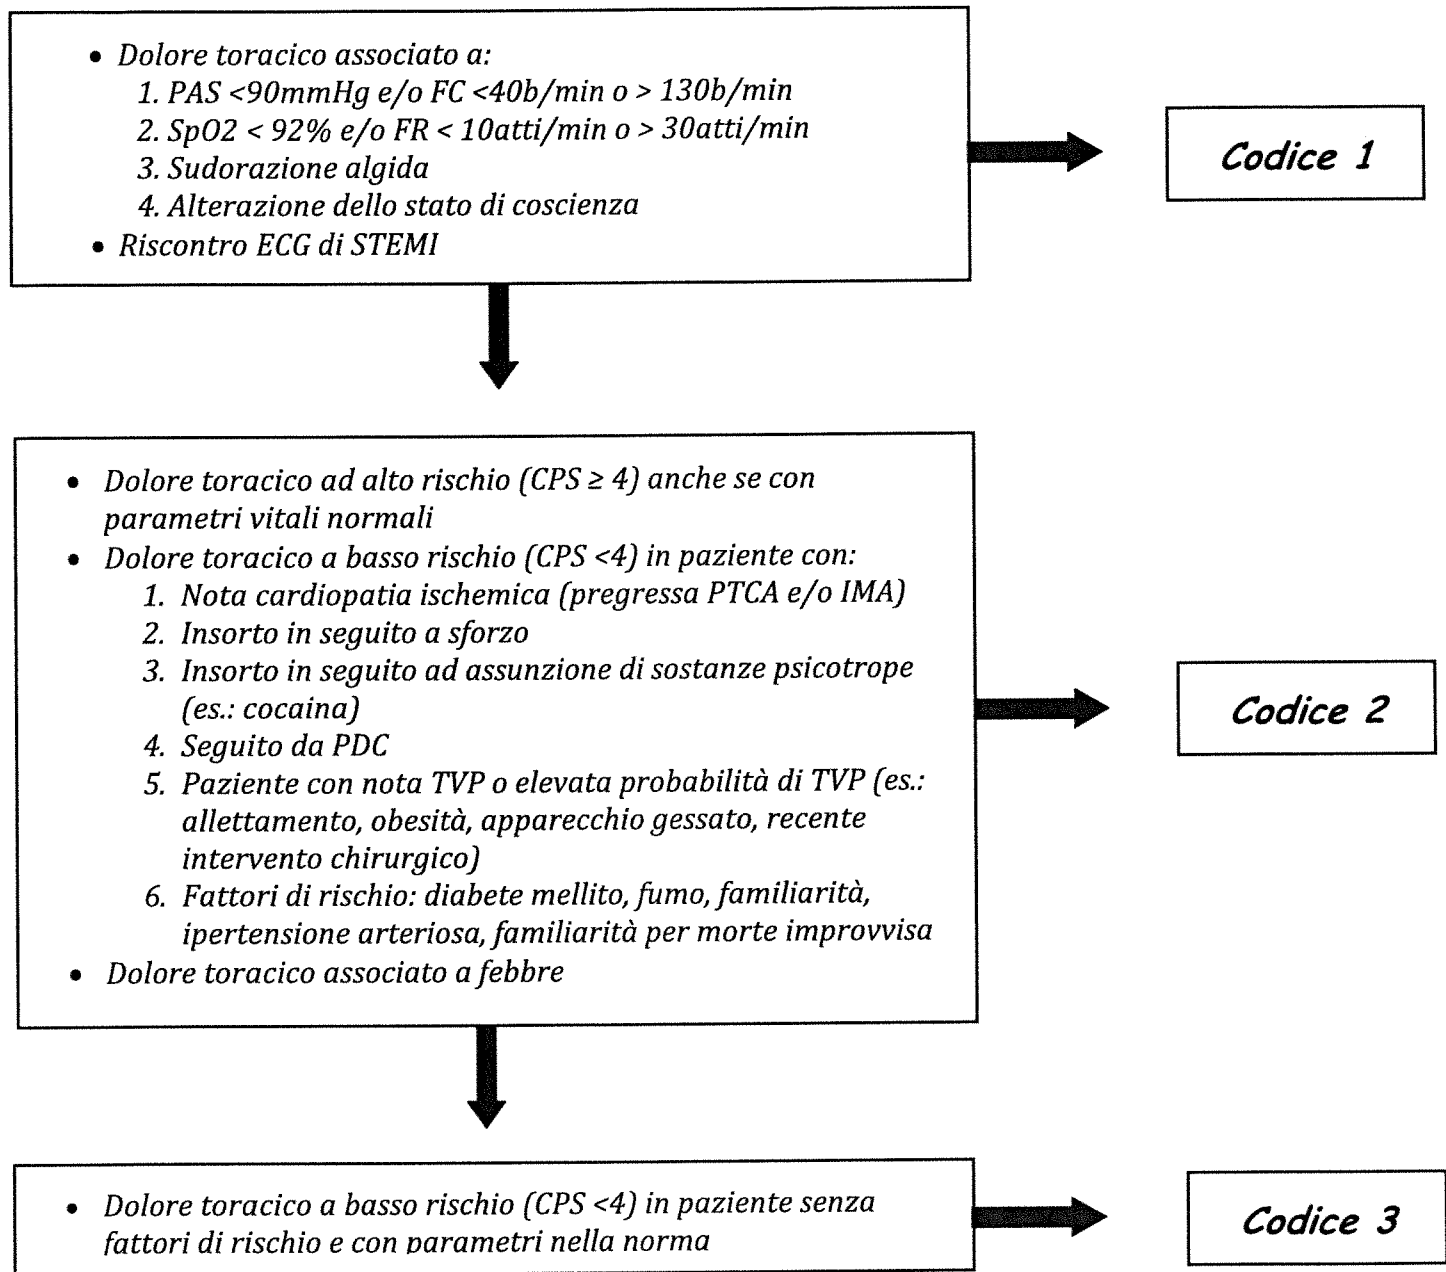 • Dolore toracico associato a:
1. PAS <90mmHg e/o FC <40b/min o > 130b/min
2. SpO2 < 92% e/o FR < 10atti/min o > 30atti/min
3. Sudorazione algida
4. Alterazione dello stato di coscienza
• Riscontro ECG di STEMI
Codice 1
• Dolore toracico ad alto rischio (CPS ≥ 4) anche se con
parametri vitali normali
• Dolore toracico a basso rischio (CPS <4) in paziente con:
1. Nota cardiopatia ischemica (pregressa PTCA e/o IMA)
2. Insorto in seguito a sforzo
3. Insorto in seguito ad assunzione di sostanze psicotrope
(es.: cocaina)
4. Seguito da PDC
5. Paziente con nota TVP o elevata probabilità di TVP (es.:
allettamento, obesità, apparecchio gessato, recente
intervento chirurgico)
6. Fattori di rischio: diabete mellito, fumo, familiarità,
ipertensione arteriosa, familiarità per morte improvvisa
• Dolore toracico associato a febbre
Codice 2
• Dolore toracico a basso rischio (CPS <4) in paziente senza
fattori di rischio e con parametri nella norma
Codice 3